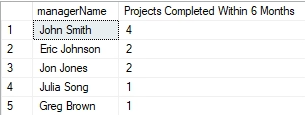 managerName Projects Completed Within 6 Months
1 John Smith 4
2 Eric Johnson 2
3 Jon Jones 2
4 Julia Song 1
5 Greg Brown 1